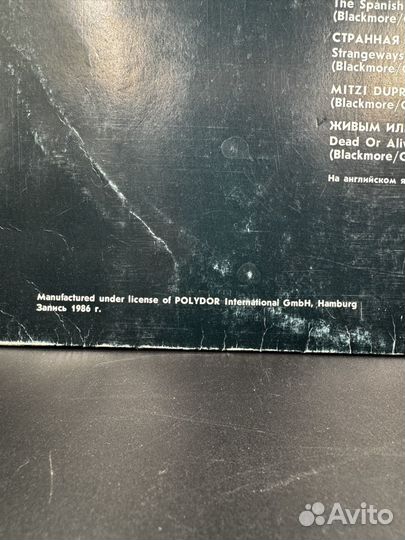 The Spanish
(Blackmore/
СТРАННАЯ
Strangeways
(Blackmore/
MITZI DUPR
(Blackmore/
ЖИВЫМ ИЛ
Dead Or Aliv
(Blackmore/
На английском я
Manufactured under license of POLYDOR International GmbH, Hamburg
Запись 1986 г.
Avito